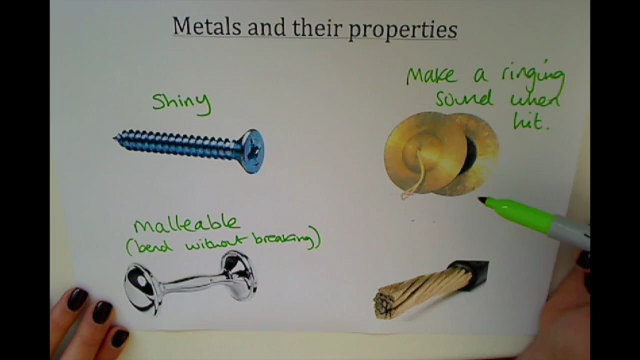 Metals and their properties
Shiny
Make a ringing
sound when
hit.
Malleable
(bend without breaking)